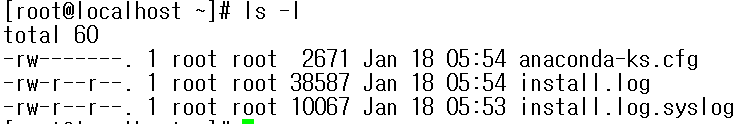 [root@localhost ~]# ls -l
total 60
-rw-------. 1 root root  2671 Jan 18 05:54 anaconda-ks.cfg
-rw-r--r--. 1 root root 38587 Jan 18 05:54 install.log
-rw-r--r--. 1 root root 10067 Jan 18 05:53 install.log.syslog
[root@localhost ~]#